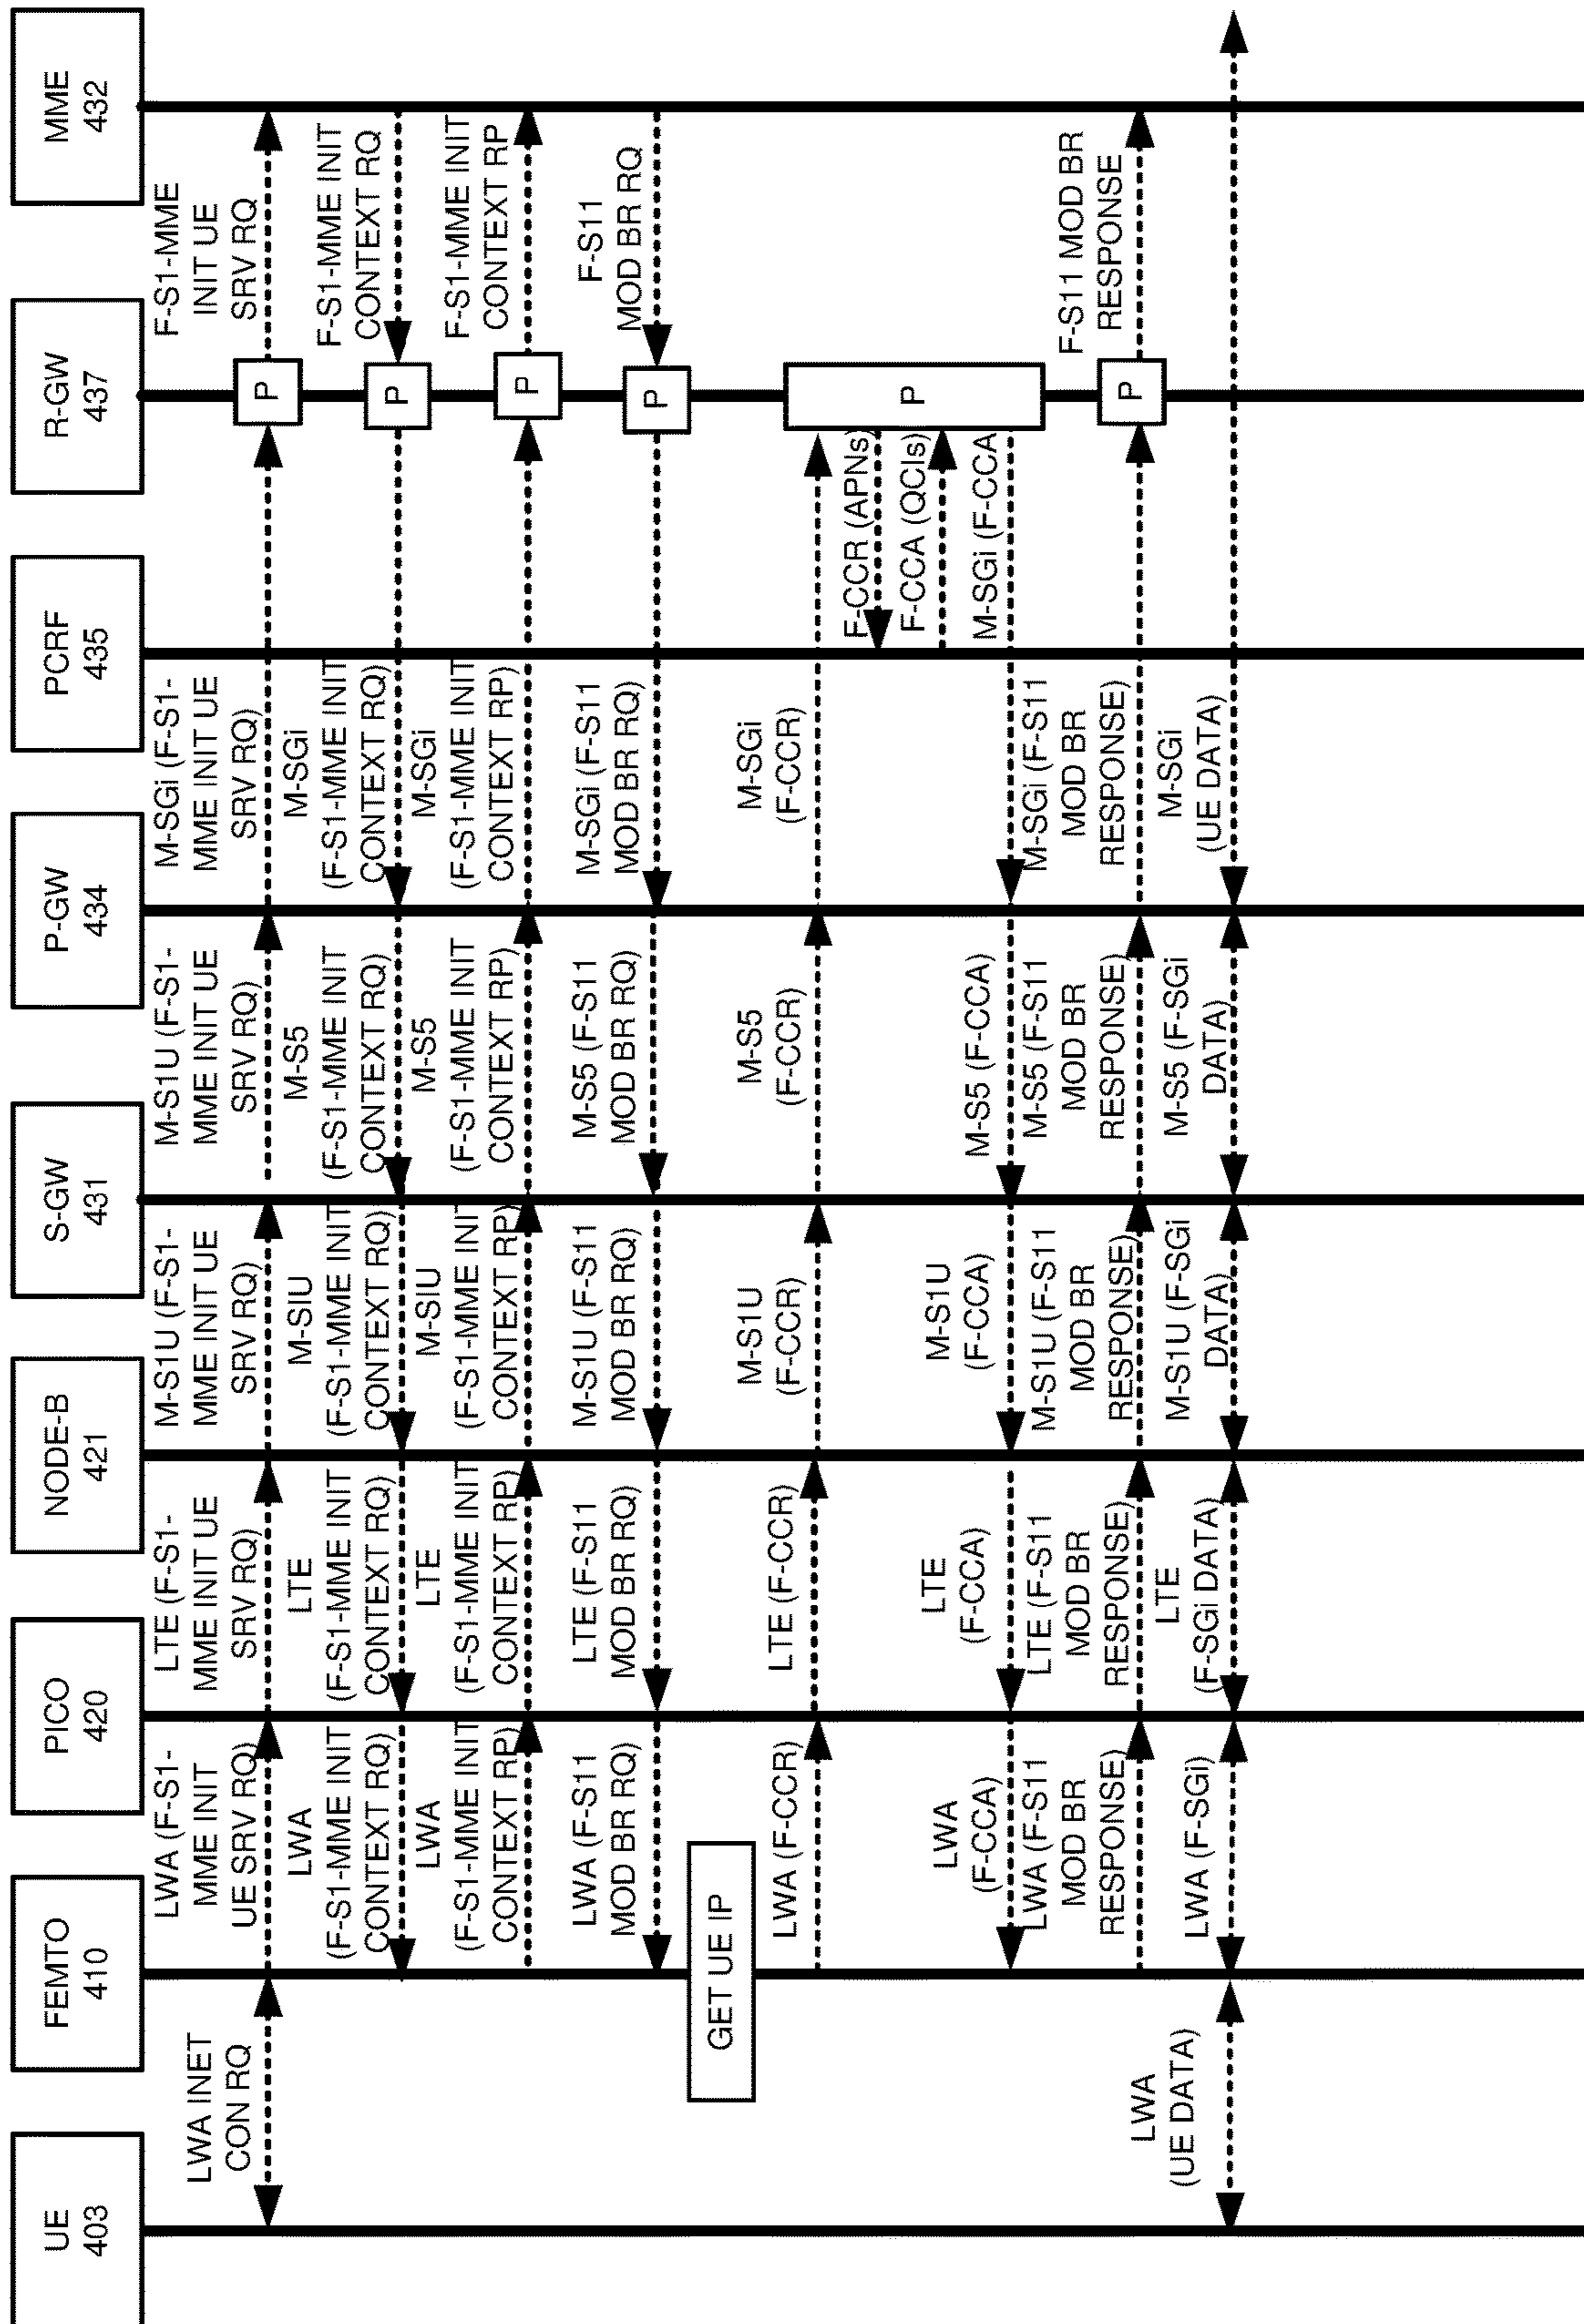 UE
403
FEMTO
410
PICO
420
NODE-B
421
S-GW
431
P-GW
434
PCRF
435
R-GW
437
MME
432
LWA INET
CON RQ
LWA (F-S1-
MME INIT
UE SRV RQ)
LTE (F-S1-
MME INIT UE
SRV RQ)
M-S1U (F-S1-
MME INIT UE
SRV RQ)
M-S1U (F-S1-
MME INIT UE
SRV RQ)
M-SGi (F-S1-
MME INIT UE
SRV RQ)
P
F-S1-MME
INIT UE
SRV RQ
LWA
(F-S1-MME INIT
CONTEXT RQ)
LTE
(F-S1-MME INIT
CONTEXT RQ)
M-SIU
(F-S1-MME INIT
CONTEXT RQ)
M-S5
(F-S1-MME INIT
CONTEXT RQ)
M-SGi
(F-S1-MME INIT
CONTEXT RQ)
P
F-S1-MME INIT
CONTEXT RQ
LWA
(F-S1-MME INIT
CONTEXT RP)
LTE
(F-S1-MME INIT
CONTEXT RP)
M-SIU
(F-S1-MME INIT
CONTEXT RP)
M-S5
(F-S1-MME INIT
CONTEXT RP)
M-SGi
(F-S1-MME INIT
CONTEXT RP)
P
F-S1-MME INIT
CONTEXT RP
LWA (F-S11
MOD BR RQ)
LTE (F-S11
MOD BR RQ)
M-S1U (F-S11
MOD BR RQ)
M-S5 (F-S11
MOD BR RQ)
M-SGi (F-S11
MOD BR RQ)
P
F-S11
MOD BR RQ
GET UE IP
LWA (F-CCR)
LTE (F-CCR)
M-S1U
(F-CCR)
M-S5
(F-CCR)
M-SGi
(F-CCR)
P
F-CCR (APNs)
F-CCA (QCIs)
LWA
(F-CCA)
LTE
(F-CCA)
M-S1U
(F-CCA)
M-S5 (F-CCA)
M-SGi (F-CCA
LWA (F-S11
MOD BR
RESPONSE)
LTE (F-S11
MOD BR
RESPONSE)
M-S1U (F-S11
MOD BR
RESPONSE)
M-S5 (F-S11
MOD BR
RESPONSE)
M-SGi (F-S11
MOD BR
RESPONSE)
P
F-S11 MOD BR
RESPONSE
LWA
(UE DATA)
LWA (F-SGi)
LTE
(F-SGi DATA)
M-S1U (F-SGi
DATA)
M-S5 (F-SGi
DATA)
M-SGi
(UE DATA)